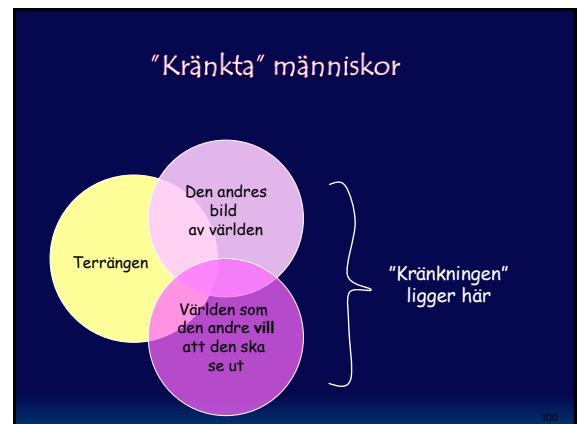 "Kränkta" människor
Den andres
bild
av världen
Terrängen
"Kränkningen"
ligger här
Världen som
den andre vill
att den ska
se ut
100